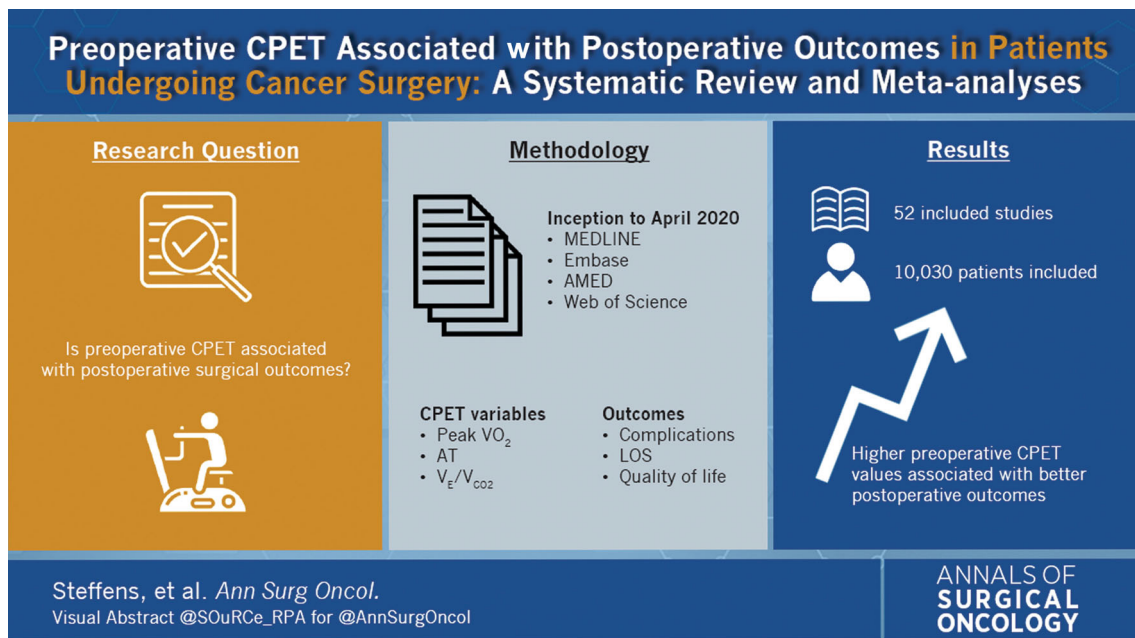 Preoperative CPET Associated with Postoperative Outcomes in Patients
Undergoing Cancer Surgery: A Systematic Review and Meta-analyses
Research Question
Is preoperative CPET associated
with postoperative surgical outcomes?
Methodology
Inception to April 2020
• MEDLINE
• Embase
• AMED
• Web of Science
CPET variables
• Peak VO₂
• AT
• V_E/V_CO2
Outcomes
• Complications
• LOS
• Quality of life
Results
52 included studies
10,030 patients included
Higher preoperative CPET
values associated with better
postoperative outcomes
Steffens, et al. Ann Surg Oncol.
Visual Abstract @SOuRCe_RPA for @AnnSurgOncol
ANNALS OF
SURGICAL
ONCOLOGY